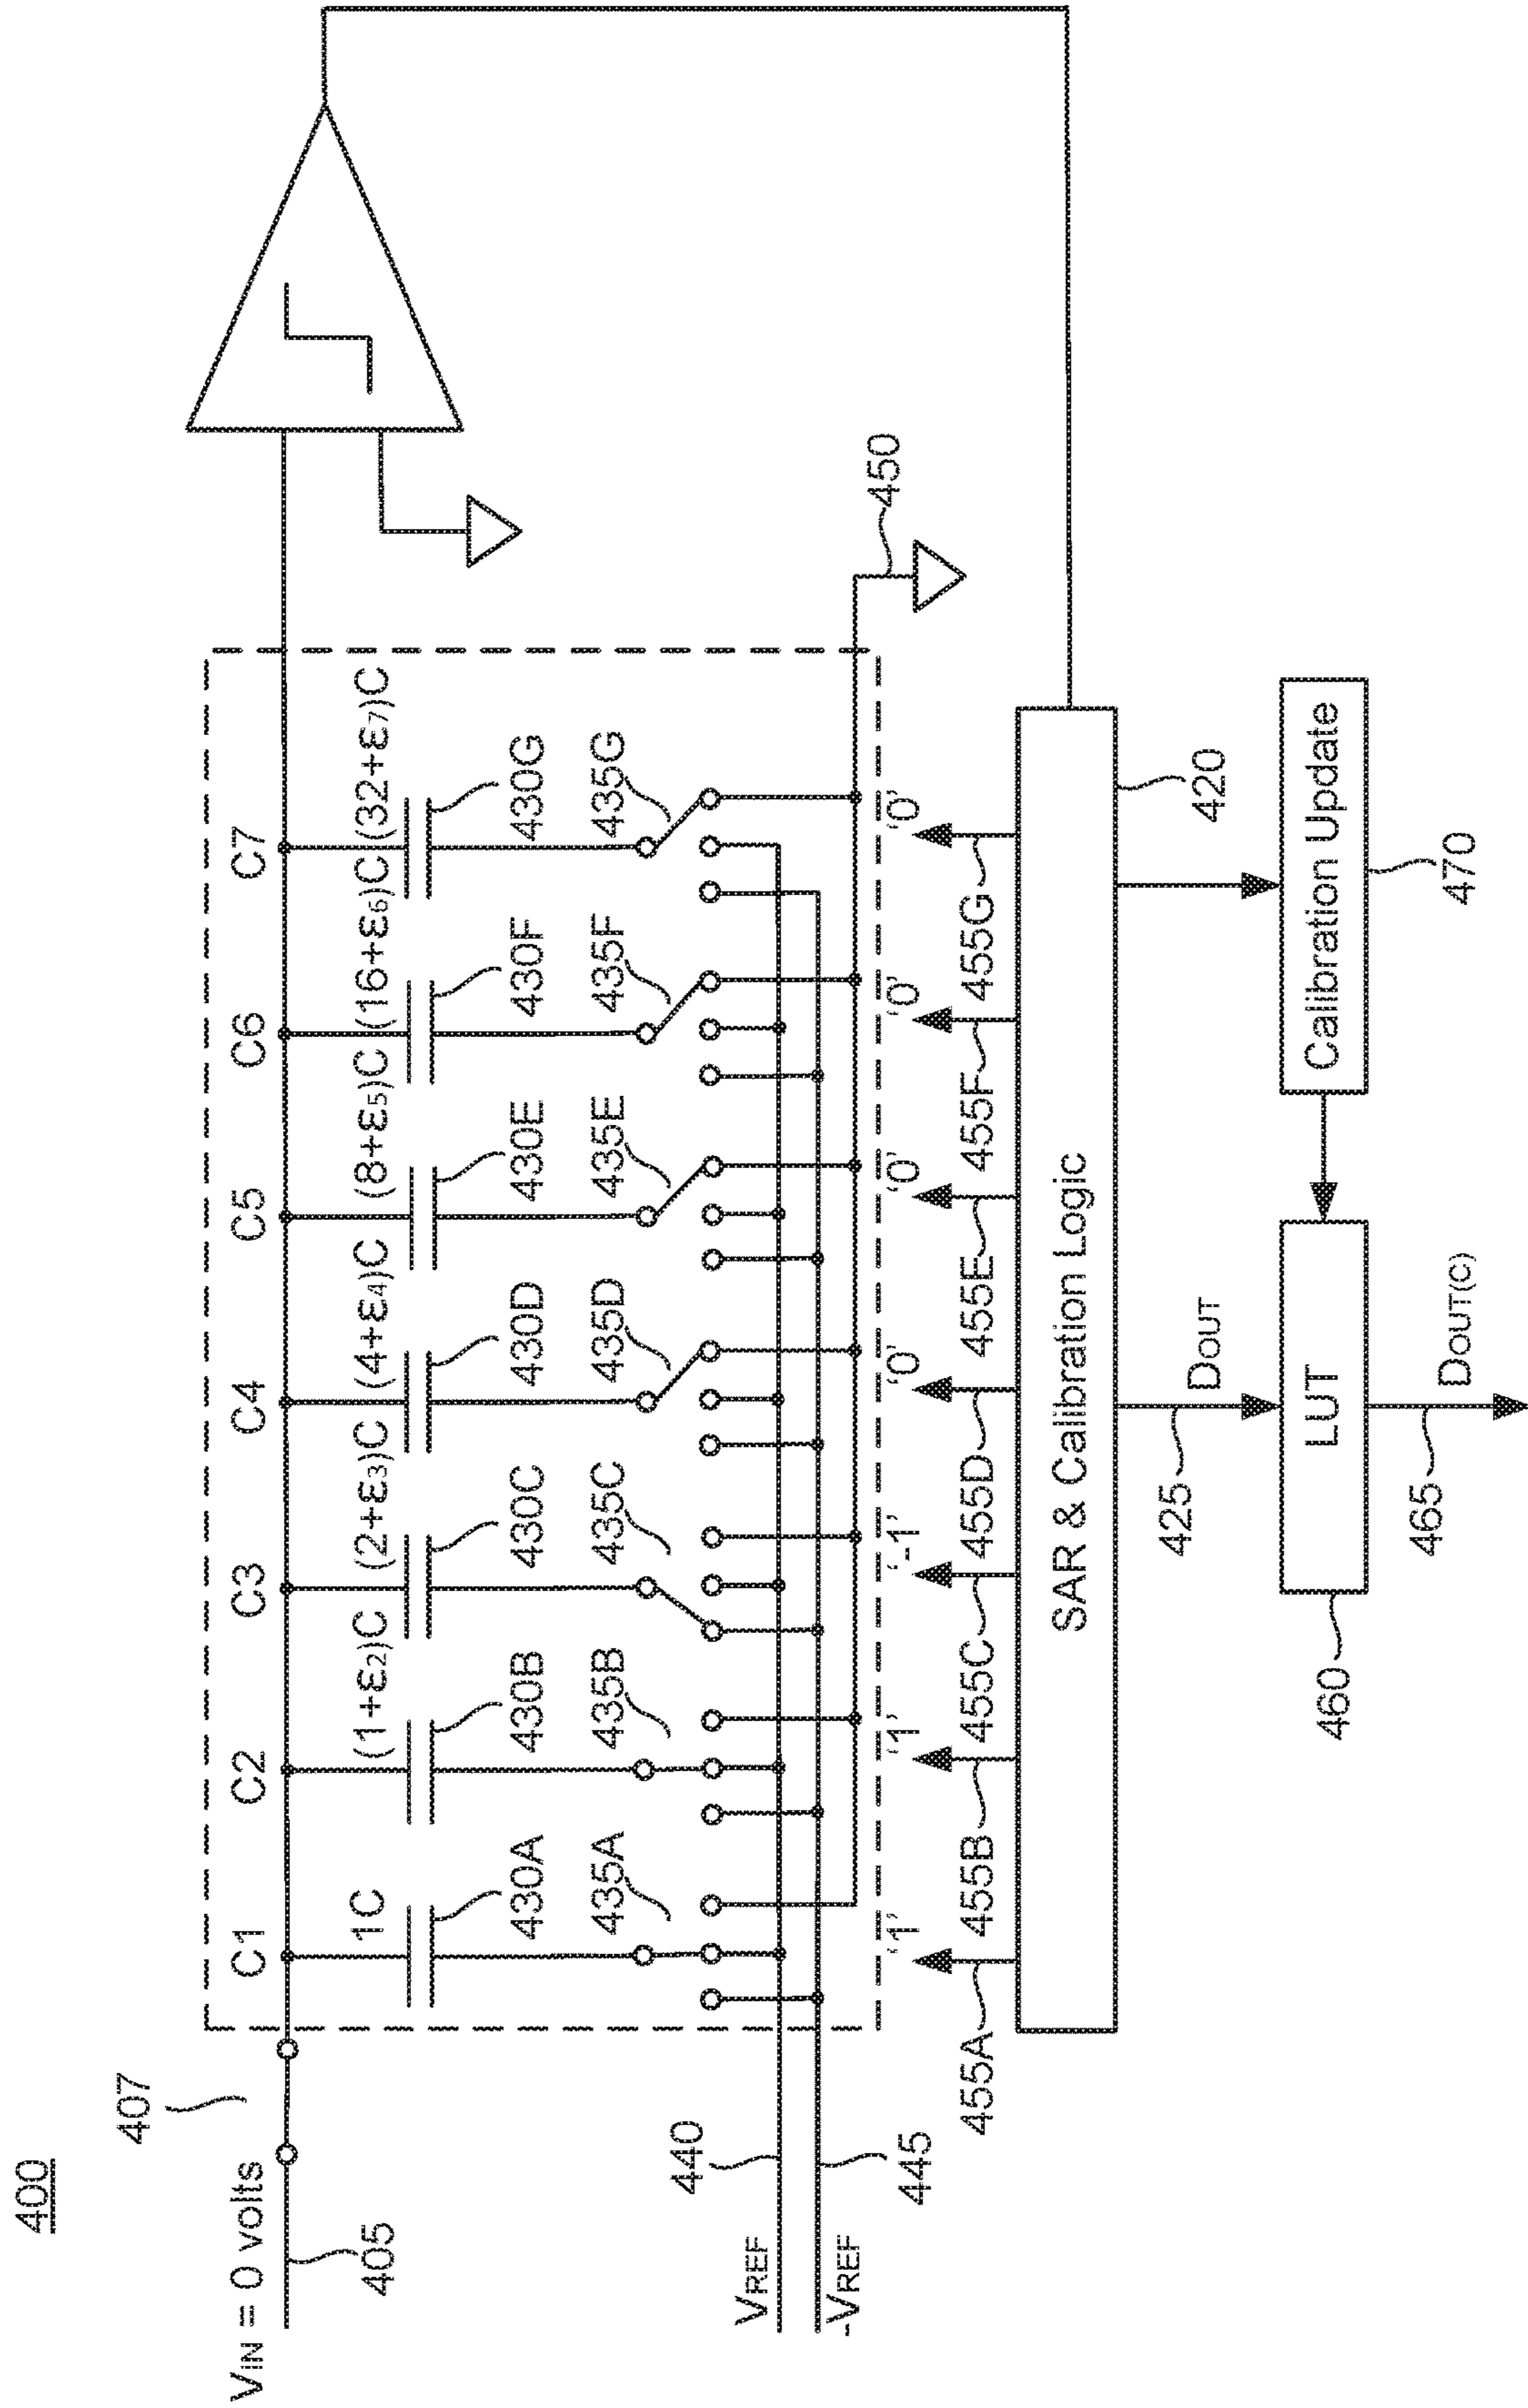 400
407
VIN = 0 volts
405
C1 C2 C3 C4 C5 C6 C7
1C (1+ε2)C (2+ε3)C (4+ε4)C (8+ε5)C (16+ε6)C (32+ε7)C
430A 430B 430C 430D 430E 430F 430G
435A 435B 435C 435D 435E 435F 435G
440
VREF
-VREF
445
450
'1' '1' '-1' '0' '0' '0' '0'
455A 455B 455C 455D 455E 455F 455G
SAR & Calibration Logic
420
425
DOUT
LUT
460
Calibration Update
470
465
DOUT(C)